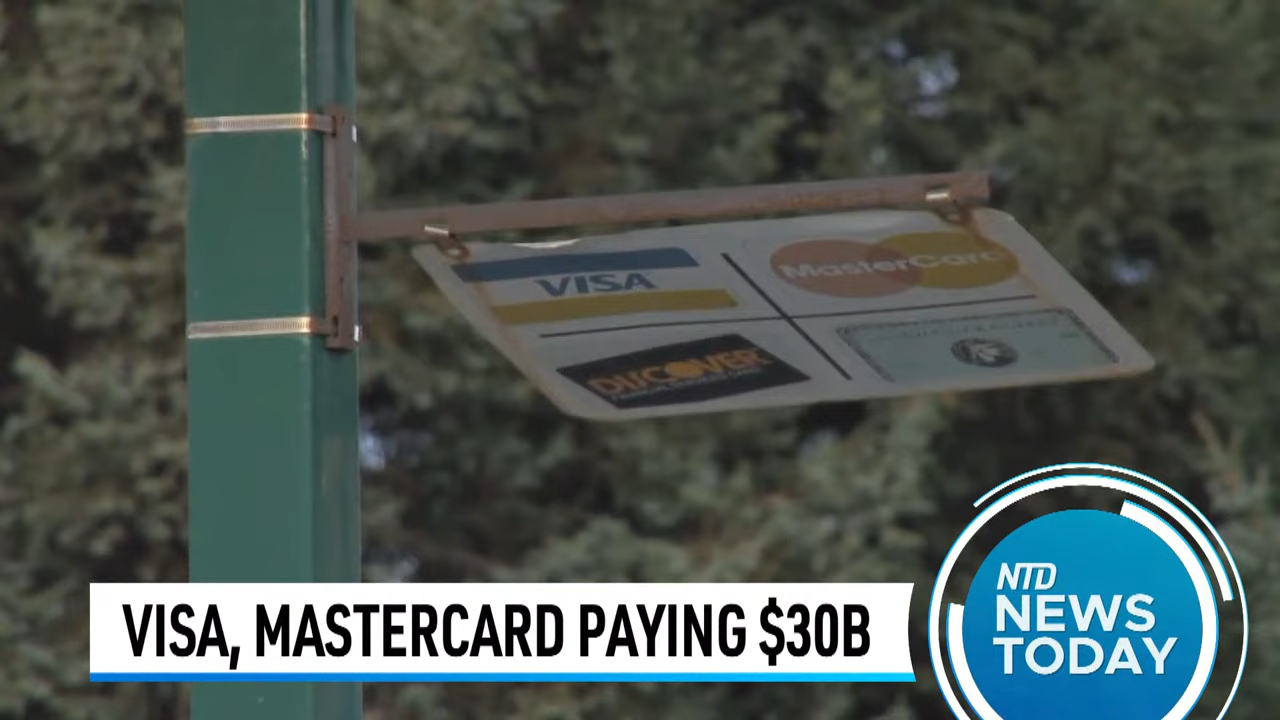 VISA
MasterCard
DISCOVER
VISA, MASTERCARD PAYING $30B
NTD
NEWS
TODAY